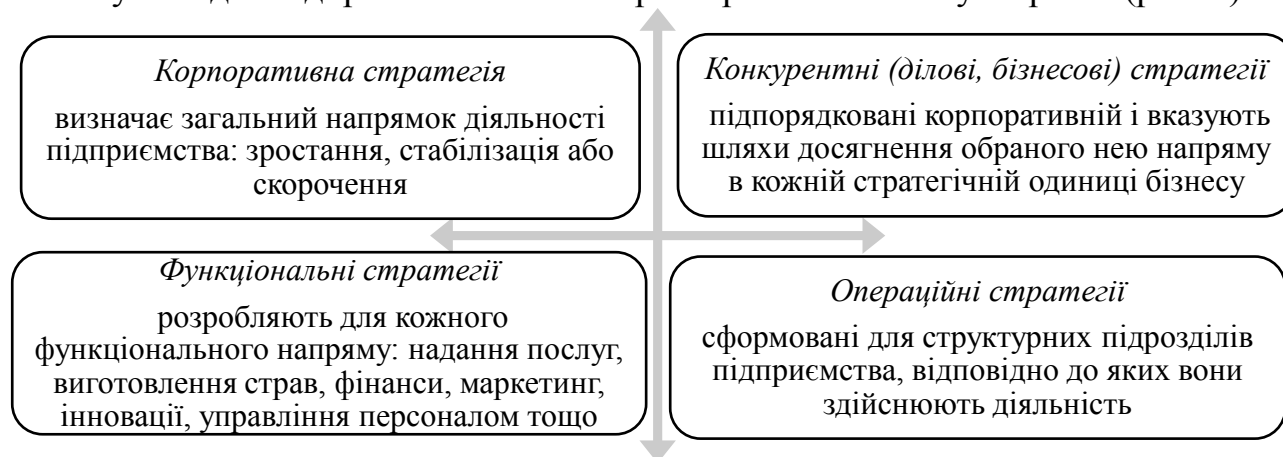 Корпоративна стратегія
визначає загальний напрямок діяльності
підприємства: зростання, стабілізація або
скорочення
Конкурентні (ділові, бізнесові) стратегії
підпорядковані корпоративній і вказують
шляхи досягнення обраного нею напряму
в кожній стратегічній одиниці бізнесу
Функціональні стратегії
розробляють для кожного
функціонального напряму: надання послуг,
виготовлення страв, фінанси, маркетинг,
інновації, управління персоналом тощо
Операційні стратегії
сформовані для структурних підрозділів
підприємства, відповідно до яких вони
здійснюють діяльність